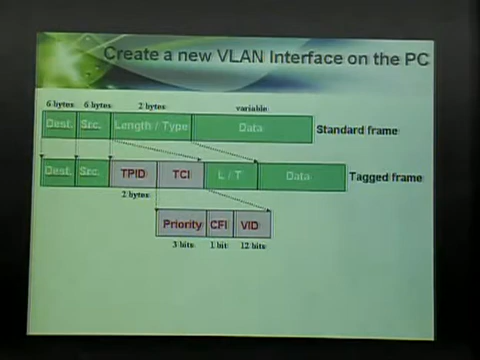 Create a new VLAN Interface on the PC
6 bytes 6 bytes 2 bytes variable
Dest. Src. Length / Type Data Standard frame
Dest. Src. TPID TCI L / T Data Tagged frame
2 bytes
Priority CFI VID
3 bits 1 bit 12 bits